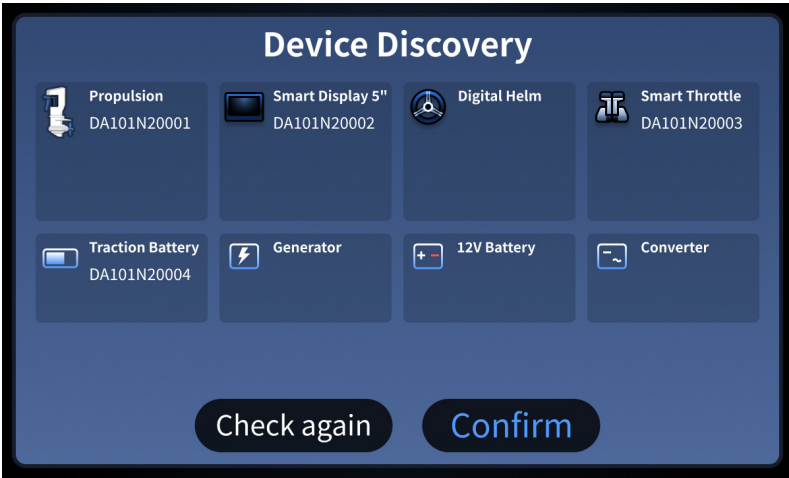 Device Discovery
Propulsion
DA101N20001
Smart Display 5"
DA101N20002
Digital Helm
Smart Throttle
DA101N20003
Traction Battery
DA101N20004
Generator
12V Battery
Converter
Check again
Confirm